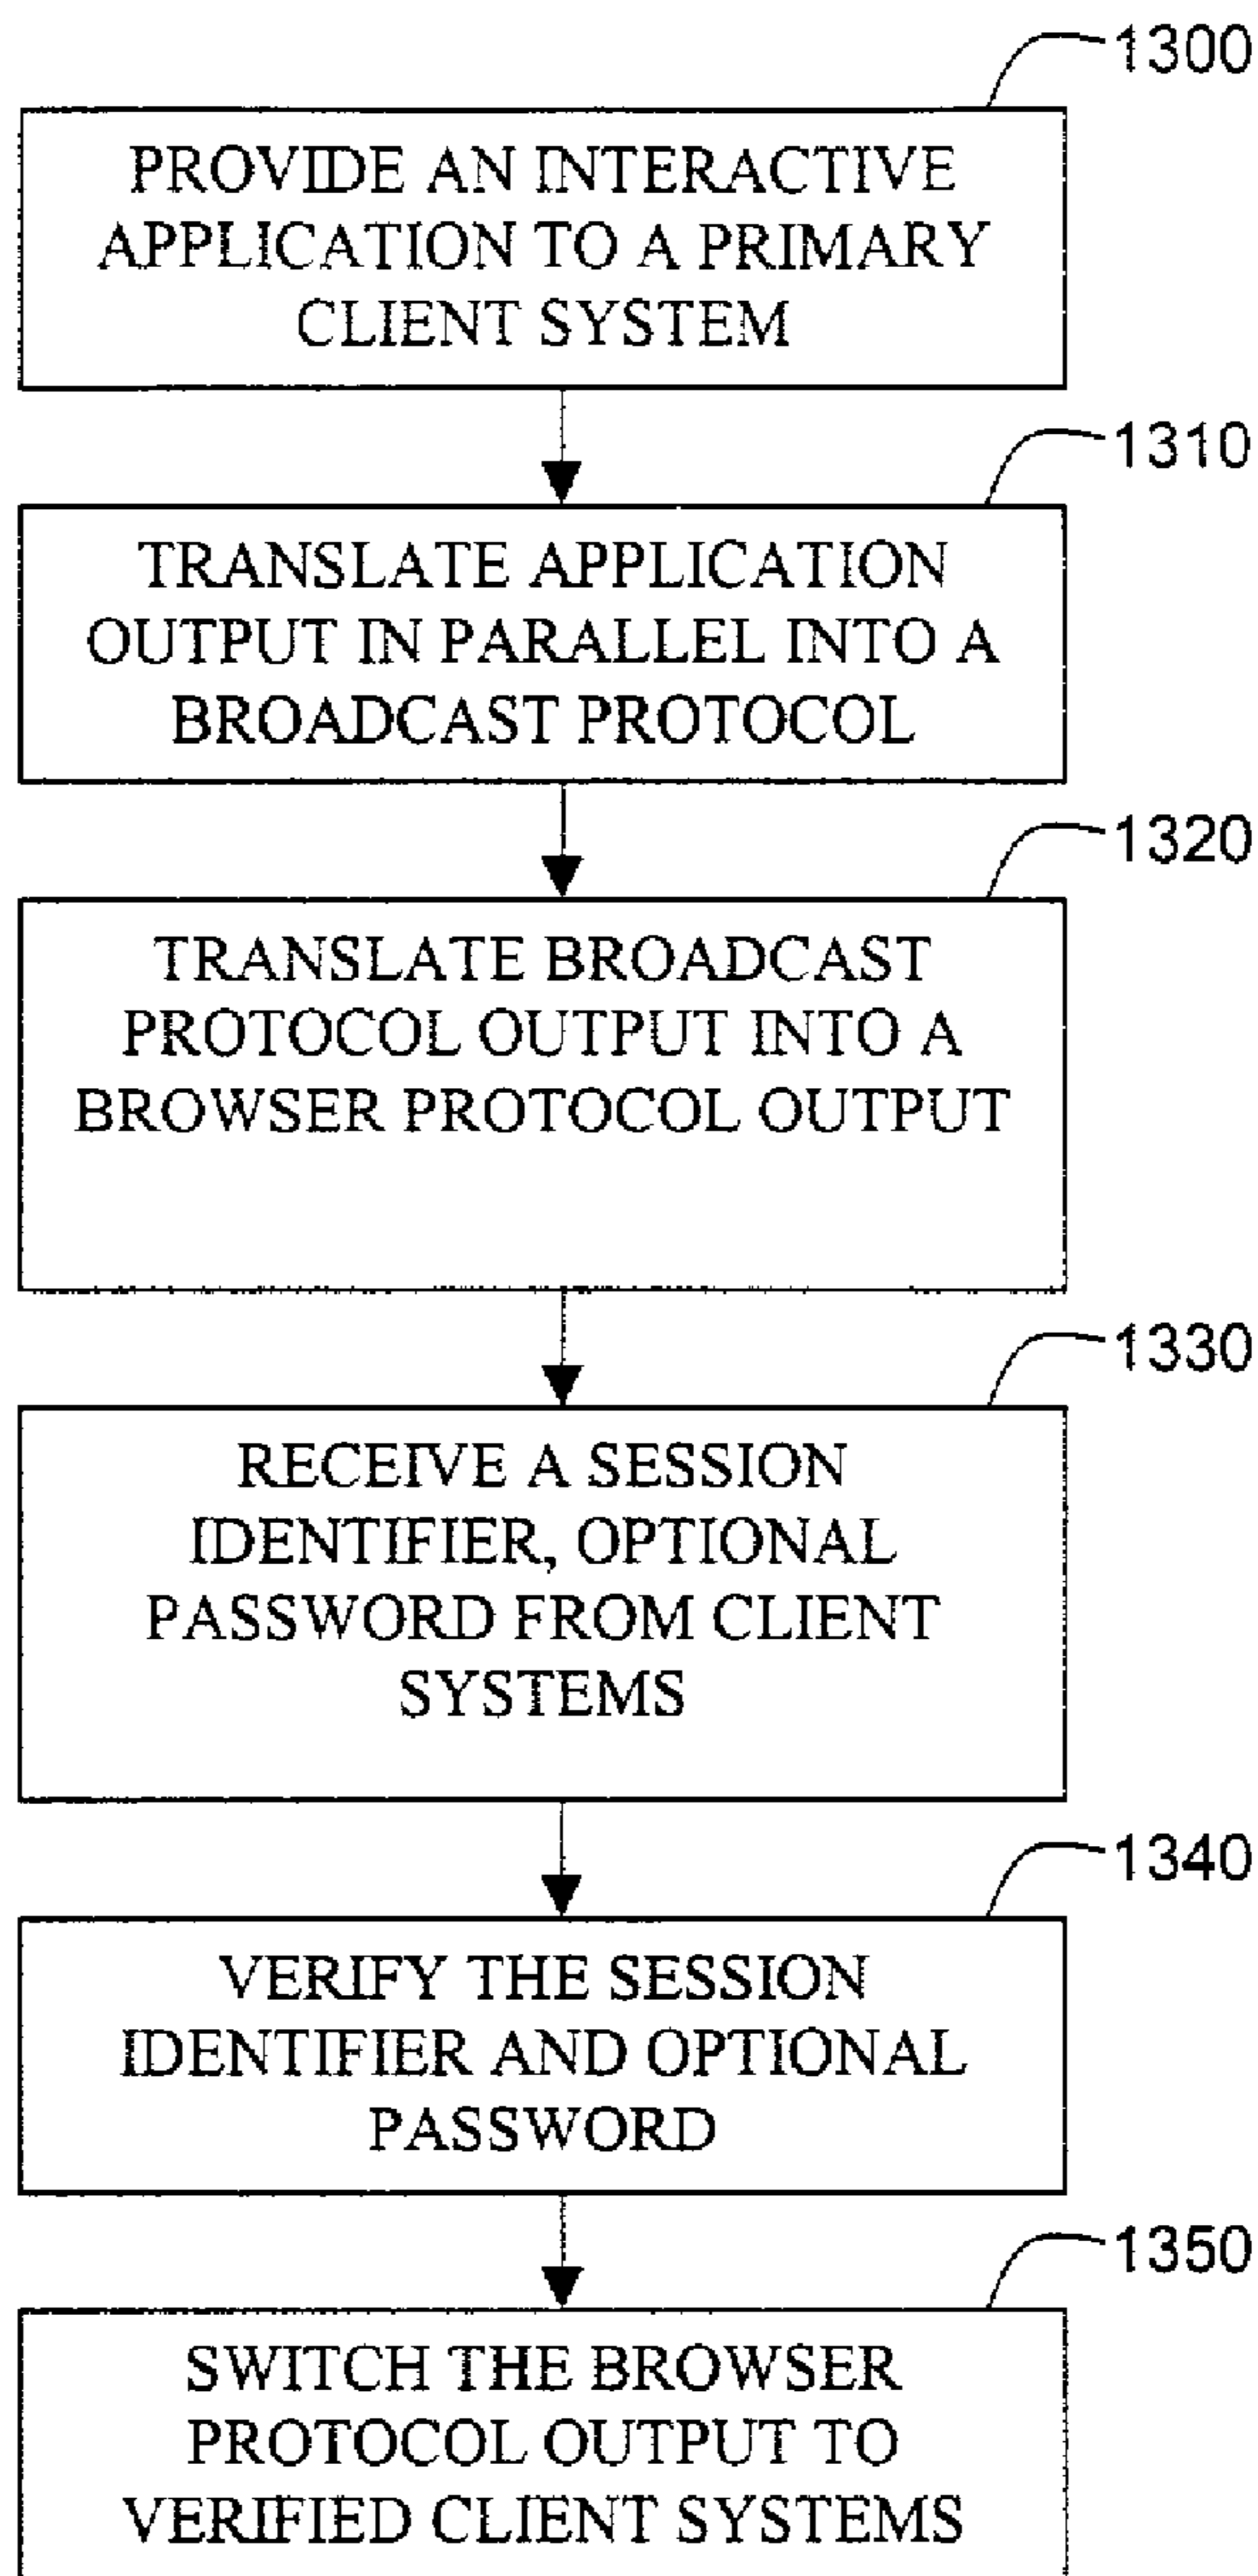 1300
PROVIDE AN INTERACTIVE
APPLICATION TO A PRIMARY
CLIENT SYSTEM
1310
TRANSLATE APPLICATION
OUTPUT IN PARALLEL INTO A
BROADCAST PROTOCOL
1320
TRANSLATE BROADCAST
PROTOCOL OUTPUT INTO A
BROWSER PROTOCOL OUTPUT
1330
RECEIVE A SESSION
IDENTIFIER, OPTIONAL
PASSWORD FROM CLIENT
SYSTEMS
1340
VERIFY THE SESSION
IDENTIFIER AND OPTIONAL
PASSWORD
1350
SWITCH THE BROWSER
PROTOCOL OUTPUT TO
VERIFIED CLIENT SYSTEMS